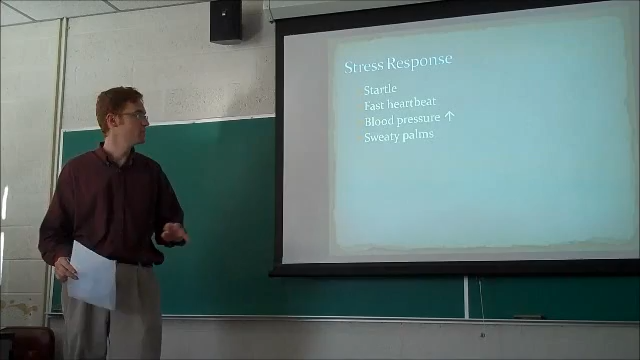 Stress Response
Startle
Fast heartbeat
Blood pressure ↑
Sweaty palms